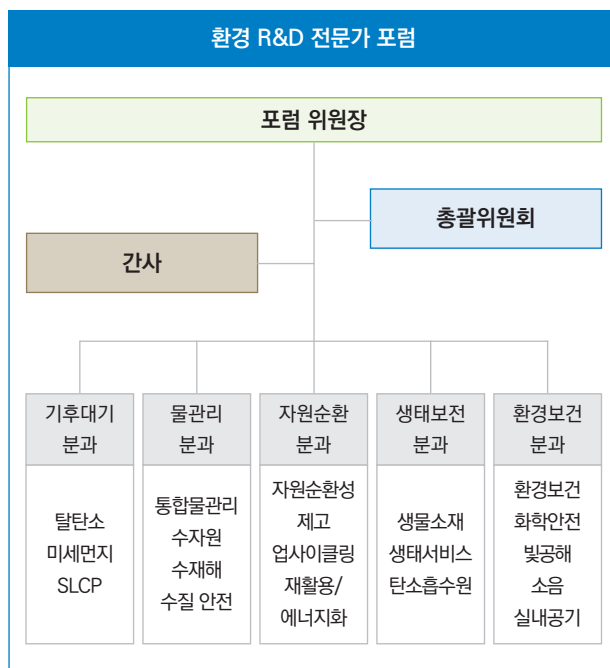 환경 R&D 전문가 포럼
포럼 위원장
총괄위원회
간사
기후대기
분과
탈탄소
미세먼지
SLCP
물관리
분과
통합물관리
수자원
수재해
수질 안전
자원순환
분과
자원순환성
제고
업사이클링
재활용/
에너지화
생태보전
분과
생물소재
생태서비스
탄소흡수원
환경보건
분과
환경보건
화학안전
빛공해
소음
실내공기